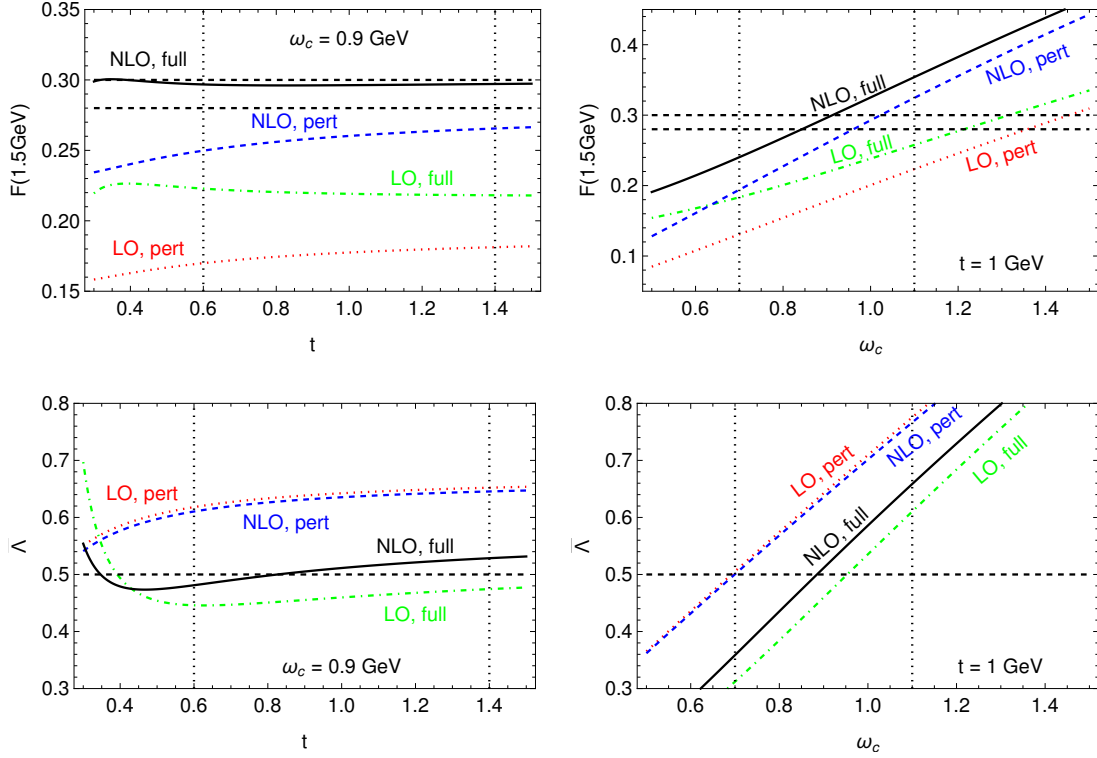 ω_c = 0.9 GeV
NLO, full
NLO, pert
LO, full
LO, pert
F(1.5GeV)
0.30
0.25
0.20
0.15
0.4 0.6 0.8 1.0 1.2 1.4
t
NLO, full
NLO, pert
LO, full
LO, pert
t = 1 GeV
F(1.5GeV)
0.4
0.3
0.2
0.1
0.6 0.8 1.0 1.2 1.4
ω_c
LO, pert
NLO, pert
NLO, full
LO, full
ω_c = 0.9 GeV
Λ̅
0.8
0.7
0.6
0.5
0.4
0.3
0.4 0.6 0.8 1.0 1.2 1.4
t
LO, pert
NLO, pert
NLO, full
LO, full
t = 1 GeV
Λ̅
0.8
0.7
0.6
0.5
0.4
0.3
0.6 0.8 1.0 1.2 1.4
ω_c